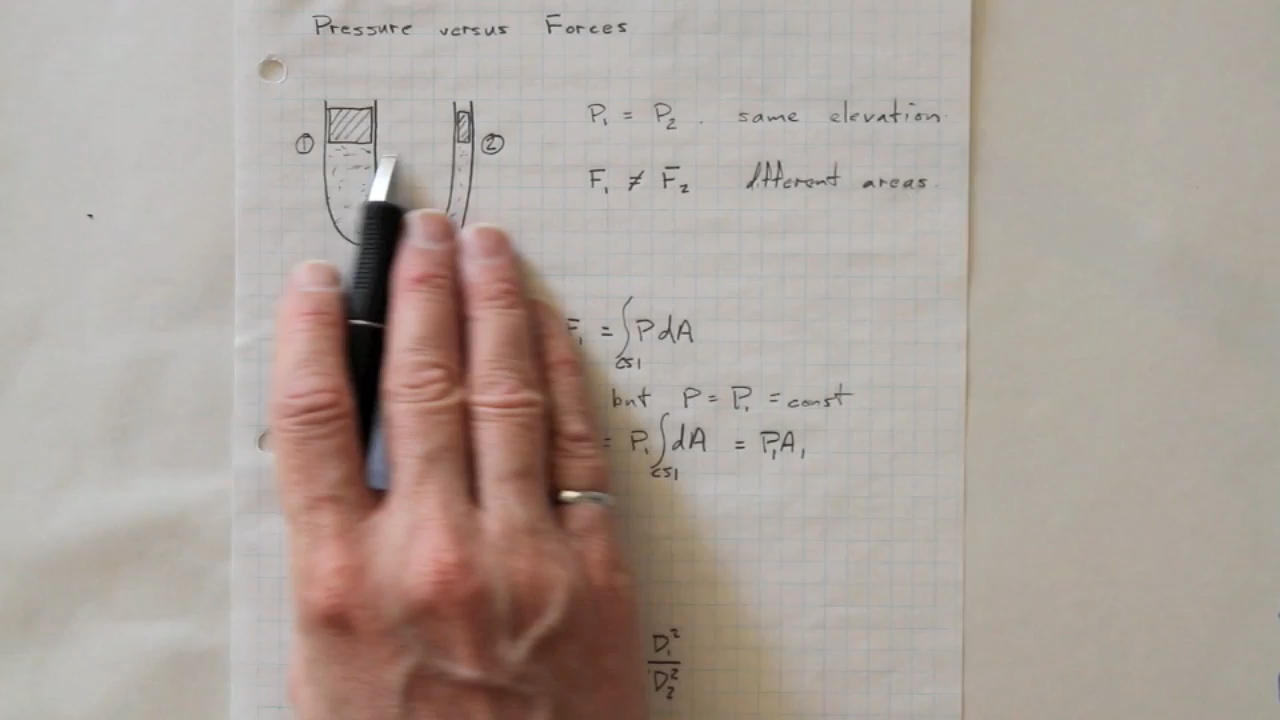 Pressure versus Forces
① ②
P₁ = P₂ . same elevation.
F₁ ≠ F₂ different areas.
F₁ = ∫ P dA
CS1
but P = P₁ = const
= P₁ ∫ dA = P₁A₁
CS1
D₁²
D₂²